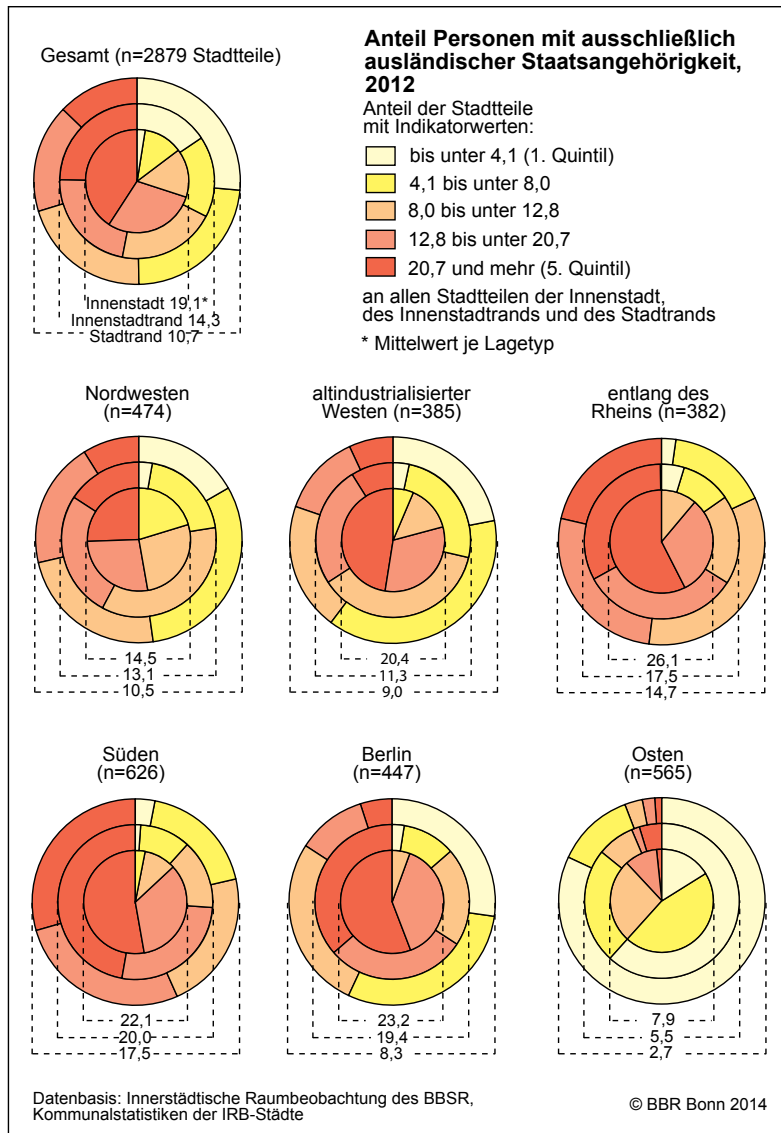 Gesamt (n=2879 Stadtteile)
Innenstadt 19,1*
Innenstadtrand 14,3
Stadtrand 10,7
Anteil Personen mit ausschließlich
ausländischer Staatsangehörigkeit,
2012
Anteil der Stadtteile
mit Indikatorwerten:
bis unter 4,1 (1. Quintil)
4,1 bis unter 8,0
8,0 bis unter 12,8
12,8 bis unter 20,7
20,7 und mehr (5. Quintil)
an allen Stadtteilen der Innenstadt,
des Innenstadtrands und des Stadtrands
* Mittelwert je Lagetyp
Nordwesten
(n=474)
14,5
13,1
10,5
altindustrialisierter
Westen (n=385)
20,4
11,3
9,0
entlang des
Rheins (n=382)
26,1
17,5
14,7
Süden
(n=626)
22,1
20,0
17,5
Berlin
(n=447)
23,2
19,4
8,3
Osten
(n=565)
7,9
5,5
2,7
Datenbasis: Innerstädtische Raumbeobachtung des BBSR,
Kommunalstatistiken der IRB-Städte
© BBR Bonn 2014